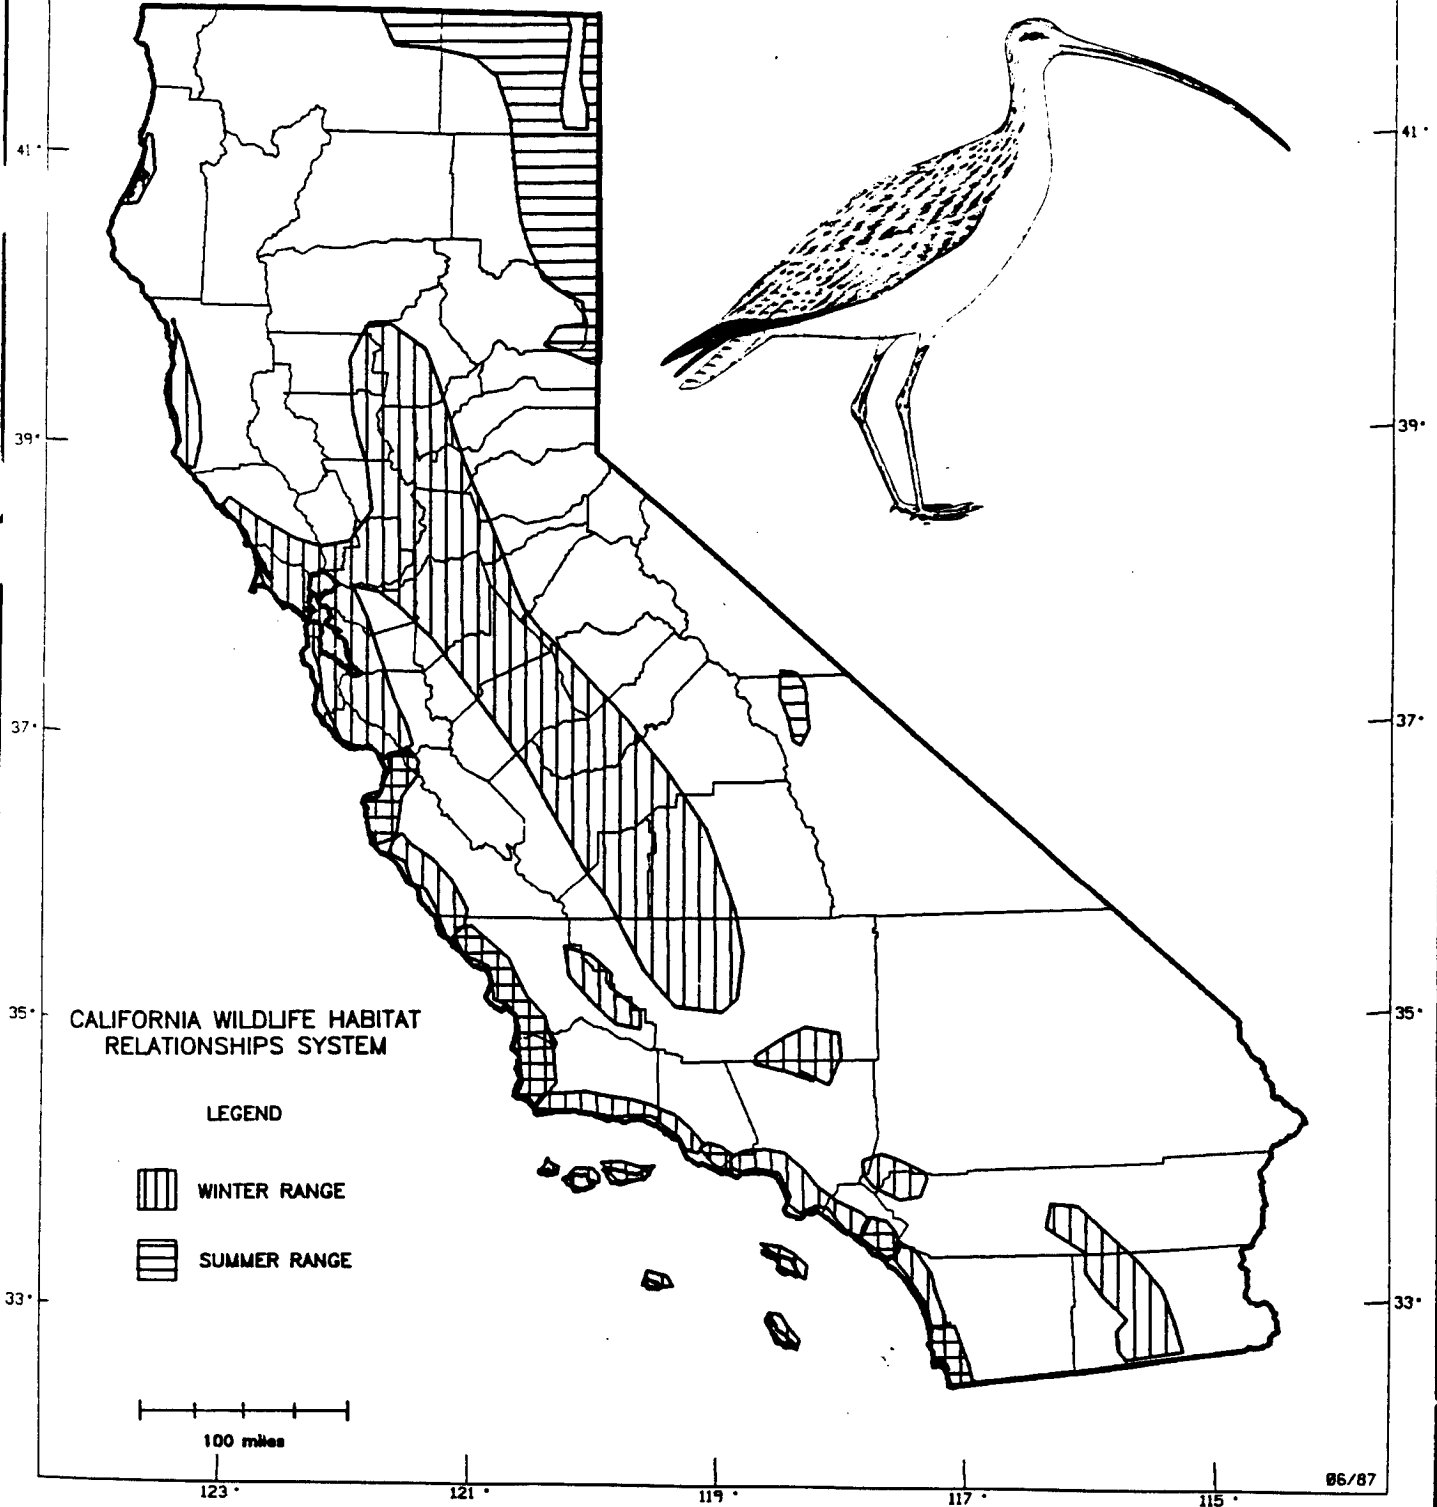 41°
41°
39°
39°
37°
37°
35°
35°
CALIFORNIA WILDLIFE HABITAT
RELATIONSHIPS SYSTEM
LEGEND
WINTER RANGE
SUMMER RANGE
33°
33°
100 miles
06/87
123°
121°
119°
117°
115°